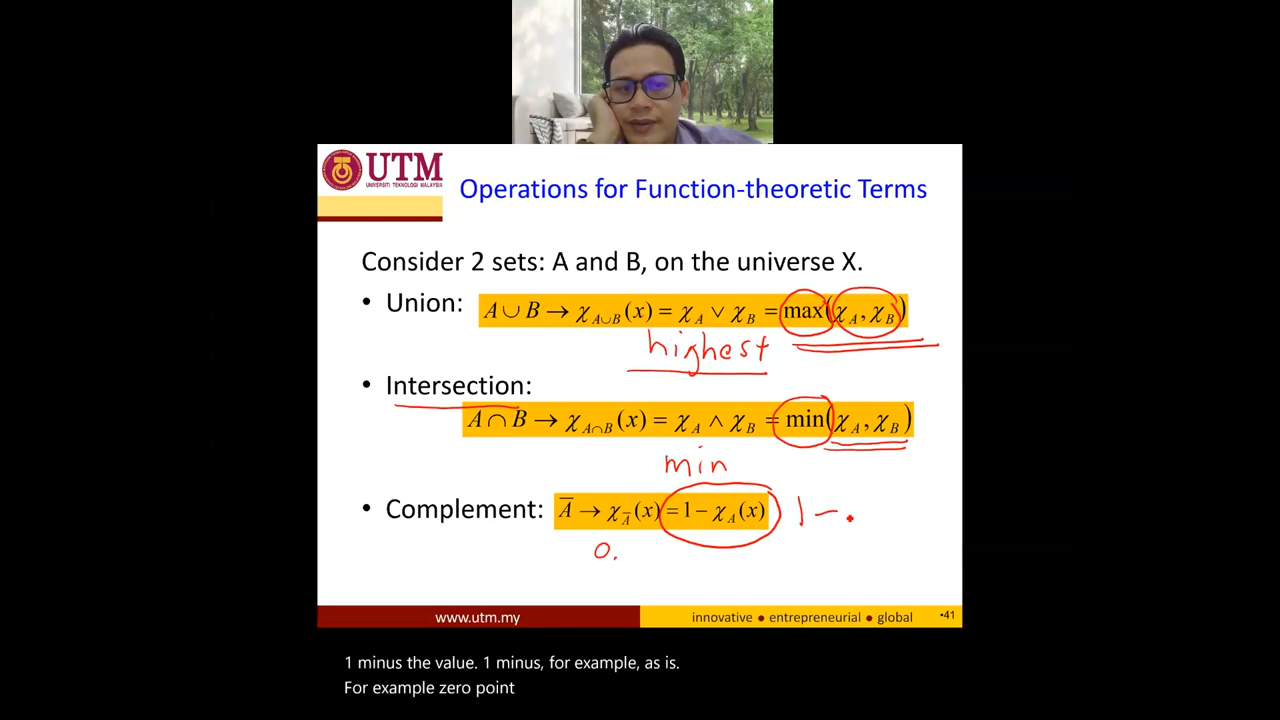 UTM
UNIVERSITI TEKNOLOGI MALAYSIA
Operations for Function-theoretic Terms
Consider 2 sets: A and B, on the universe X.
• Union: A ∪ B → χ_{A∪B}(x) = χ_A ∨ χ_B = max(χ_A, χ_B)
highest
• Intersection:
A ∩ B → χ_{A∩B}(x) = χ_A ∧ χ_B = min(χ_A, χ_B)
min
• Complement: A̅ → χ_{A̅}(x) = 1 − χ_A(x) 1 − .
0.
www.utm.my innovative ● entrepreneurial ● global •41
1 minus the value. 1 minus, for example, as is.
For example zero point